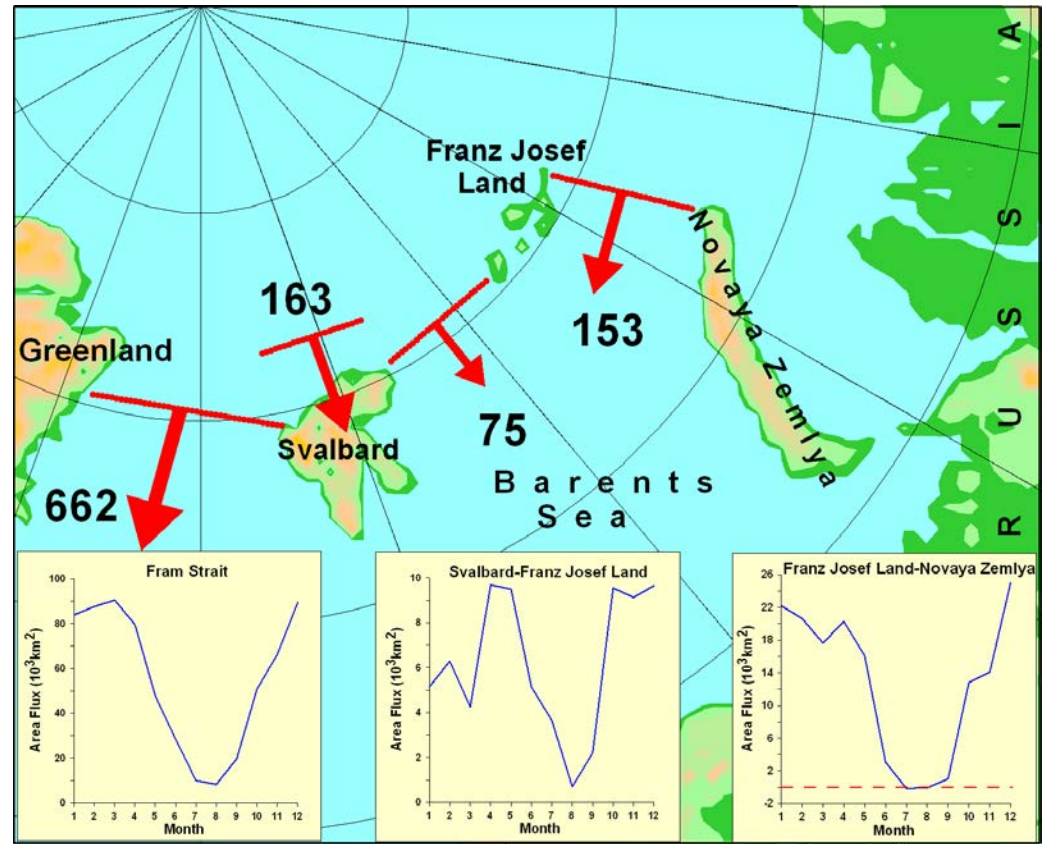 Franz Josef
Land
RUSSIA
Novaya Zemlya
163
153
Greenland
Svalbard
75
Barents
Sea
662
Fram Strait
Area Flux (10³km²)
100
80
60
40
20
0
1 2 3 4 5 6 7 8 9 10 11 12
Month
Svalbard-Franz Josef Land
Area Flux (10³km²)
10
8
6
4
2
0
1 2 3 4 5 6 7 8 9 10 11 12
Month
Franz Josef Land-Novaya Zemlya
Area Flux (10³km²)
26
22
18
14
10
6
2
-2
1 2 3 4 5 6 7 8 9 10 11 12
Month